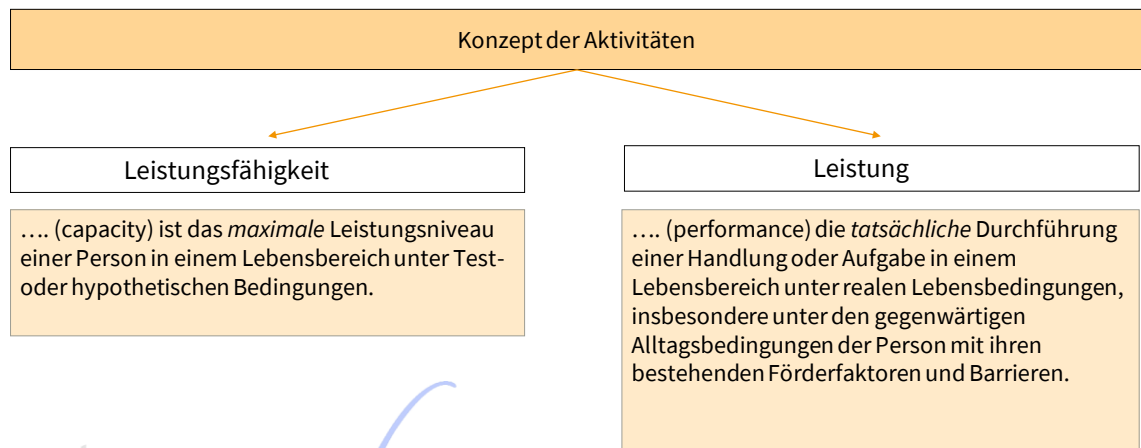 Konzept der Aktivitäten
Leistungsfähigkeit
…. (capacity) ist das maximale Leistungsniveau
einer Person in einem Lebensbereich unter Test-
oder hypothetischen Bedingungen.
Leistung
…. (performance) die tatsächliche Durchführung
einer Handlung oder Aufgabe in einem
Lebensbereich unter realen Lebensbedingungen,
insbesondere unter den gegenwärtigen
Alltagsbedingungen der Person mit ihren
bestehenden Förderfaktoren und Barrieren.